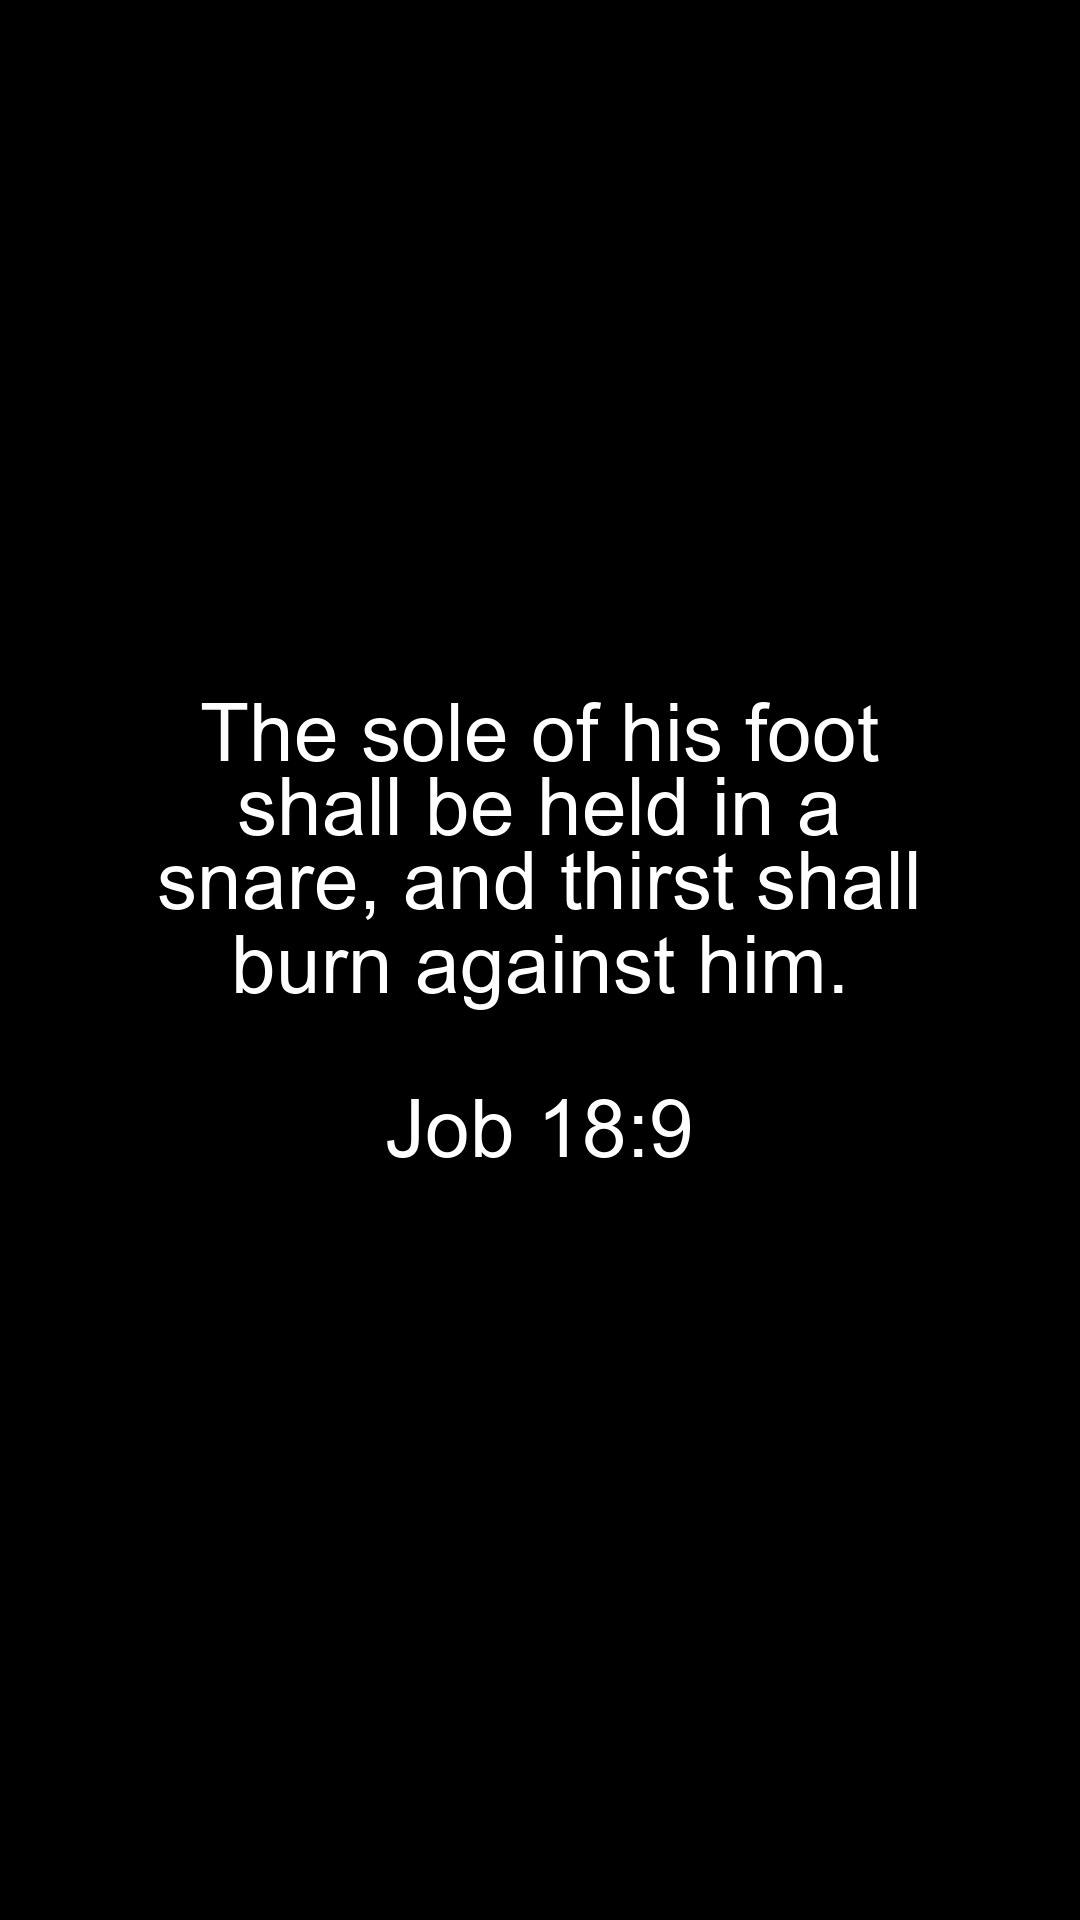 The sole of his foot
shall be held in a
snare, and thirst shall
burn against him.
Job 18:9